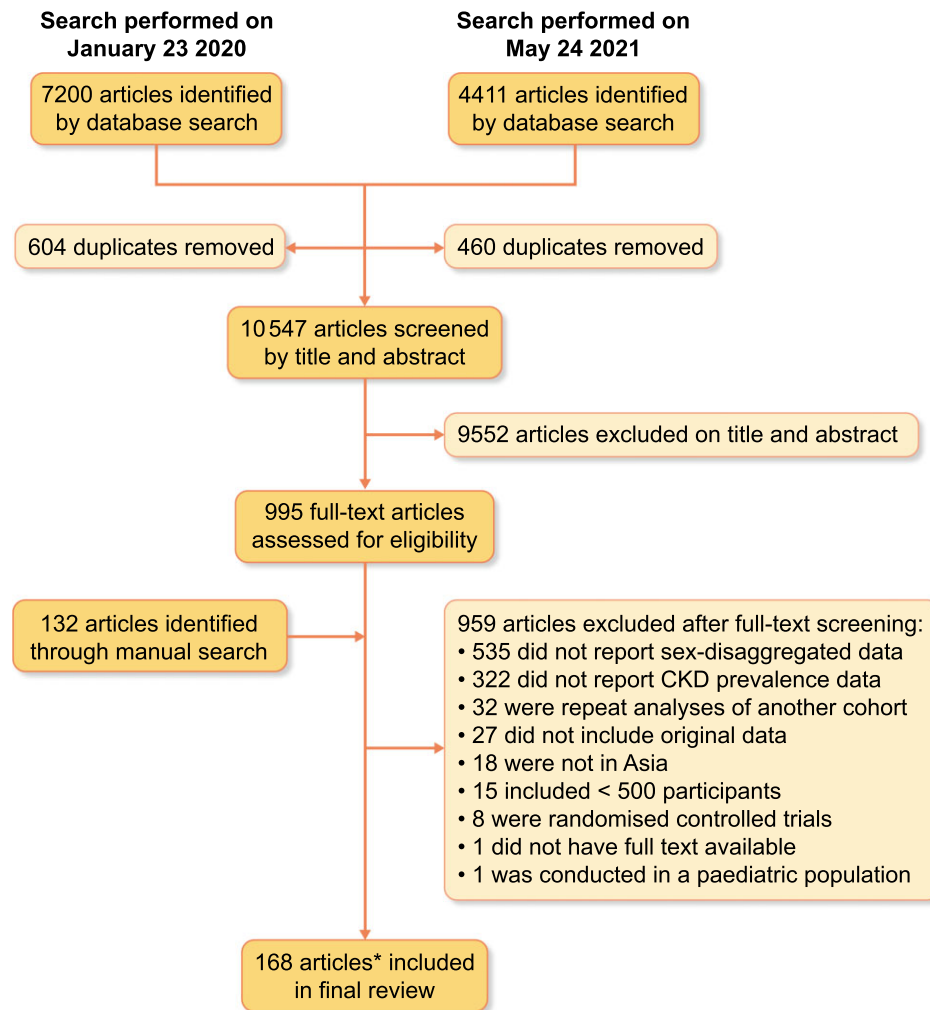 Search performed on
January 23 2020
Search performed on
May 24 2021
7200 articles identified
by database search
4411 articles identified
by database search
604 duplicates removed
460 duplicates removed
10 547 articles screened
by title and abstract
9552 articles excluded on title and abstract
995 full-text articles
assessed for eligibility
132 articles identified
through manual search
959 articles excluded after full-text screening:
• 535 did not report sex-disaggregated data
• 322 did not report CKD prevalence data
• 32 were repeat analyses of another cohort
• 27 did not include original data
• 18 were not in Asia
• 15 included < 500 participants
• 8 were randomised controlled trials
• 1 did not have full text available
• 1 was conducted in a paediatric population
168 articles* included
in final review